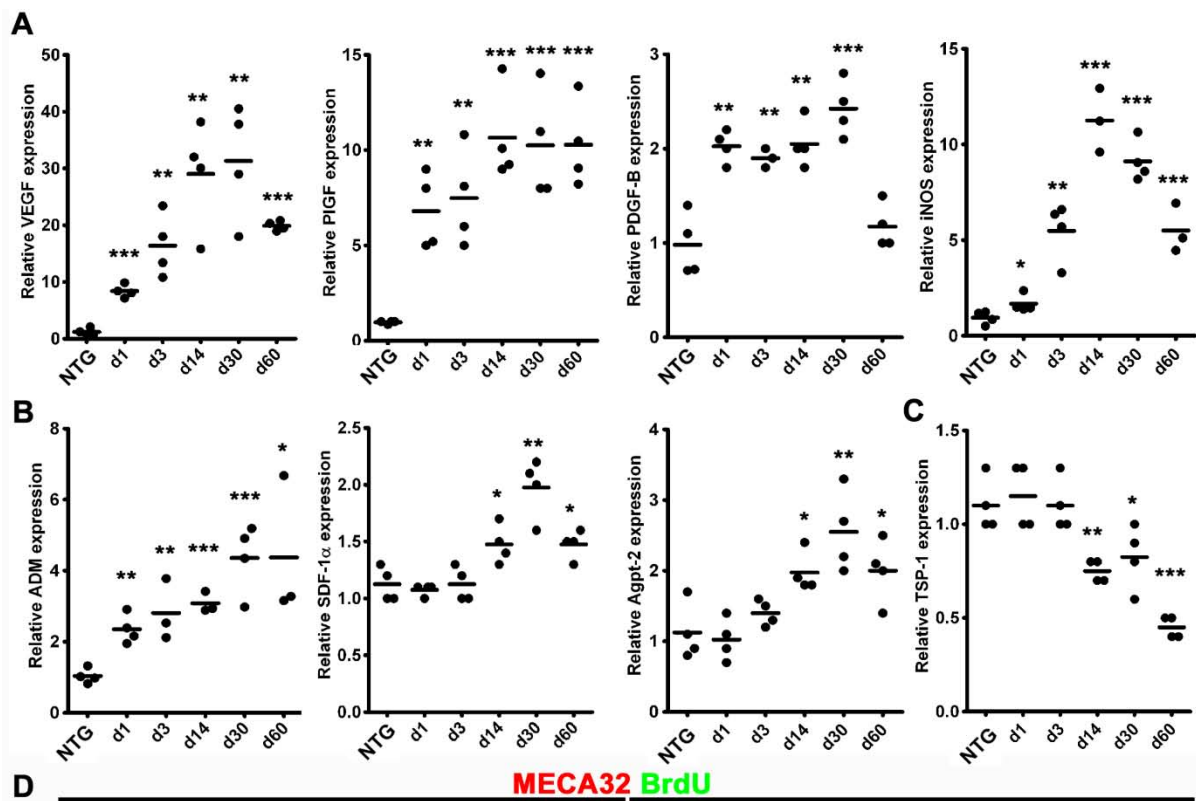 A
Relative VEGF expression
50
40
30
20
10
0
***
**
**
**
***
NTG
d1
d3
d14
d30
d60
Relative PlGF expression
15
10
5
0
**
**
***
***
***
NTG
d1
d3
d14
d30
d60
Relative PDGF-B expression
3
2
1
0
**
**
**
***
NTG
d1
d3
d14
d30
d60
Relative iNOS expression
15
10
5
0
*
**
***
***
***
NTG
d1
d3
d14
d30
d60
B
Relative ADM expression
8
6
4
2
0
**
**
***
***
*
NTG
d1
d3
d14
d30
d60
Relative SDF-1α expression
2.5
2.0
1.5
1.0
0.5
0.0
*
**
*
NTG
d1
d3
d14
d30
d60
Relative Agpt-2 expression
4
3
2
1
0
*
**
*
NTG
d1
d3
d14
d30
d60
C
Relative TSP-1 expression
1.5
1.0
0.5
0.0
**
*
***
NTG
d1
d3
d14
d30
d60
D
MECA32 BrdU